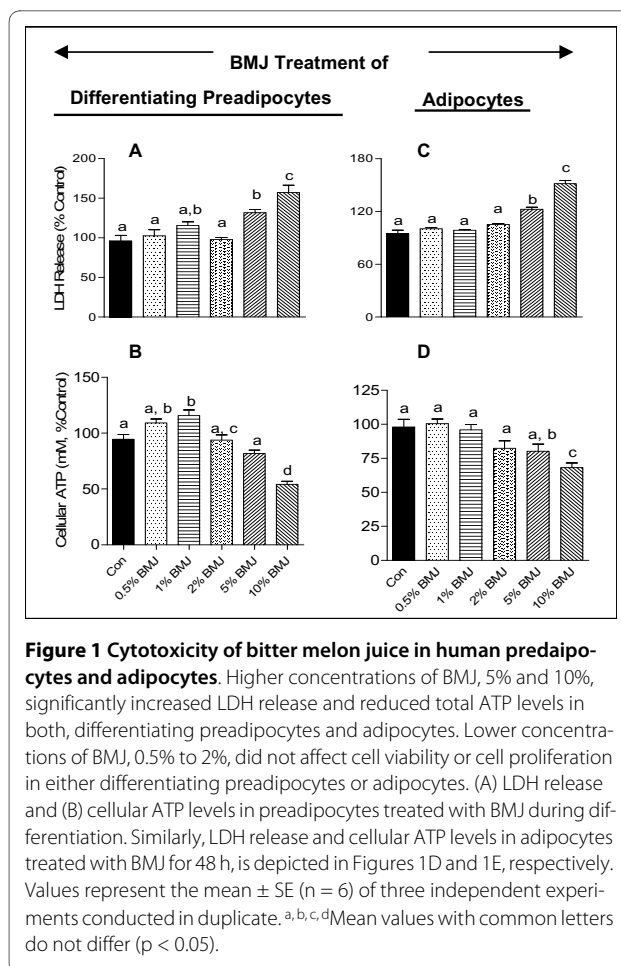 BMJ Treatment of
Differentiating Preadipocytes
Adipocytes
A
LDH Release (% Control)
200
150
100
50
0
a
a
a,b
a
b
c
C
180
120
60
0
a
a
a
a
b
c
B
Cellular ATP (mM, %Control)
150
100
50
0
a
a, b
b
a, c
a
d
Con
0.5% BMJ
1% BMJ
2% BMJ
5% BMJ
10% BMJ
D
125
100
75
50
25
0
a
a
a
a
a, b
c
Con
0.5% BMJ
1% BMJ
2% BMJ
5% BMJ
10% BMJ
Figure 1 Cytotoxicity of bitter melon juice in human predaipo-
cytes and adipocytes. Higher concentrations of BMJ, 5% and 10%,
significantly increased LDH release and reduced total ATP levels in
both, differentiating preadipocytes and adipocytes. Lower concentra-
tions of BMJ, 0.5% to 2%, did not affect cell viability or cell proliferation
in either differentiating preadipocytes or adipocytes. (A) LDH release
and (B) cellular ATP levels in preadipocytes treated with BMJ during dif-
ferentiation. Similarly, LDH release and cellular ATP levels in adipocytes
treated with BMJ for 48 h, is depicted in Figures 1D and 1E, respectively.
Values represent the mean ± SE (n = 6) of three independent experi-
ments conducted in duplicate. a, b, c, dMean values with common letters
do not differ (p < 0.05).